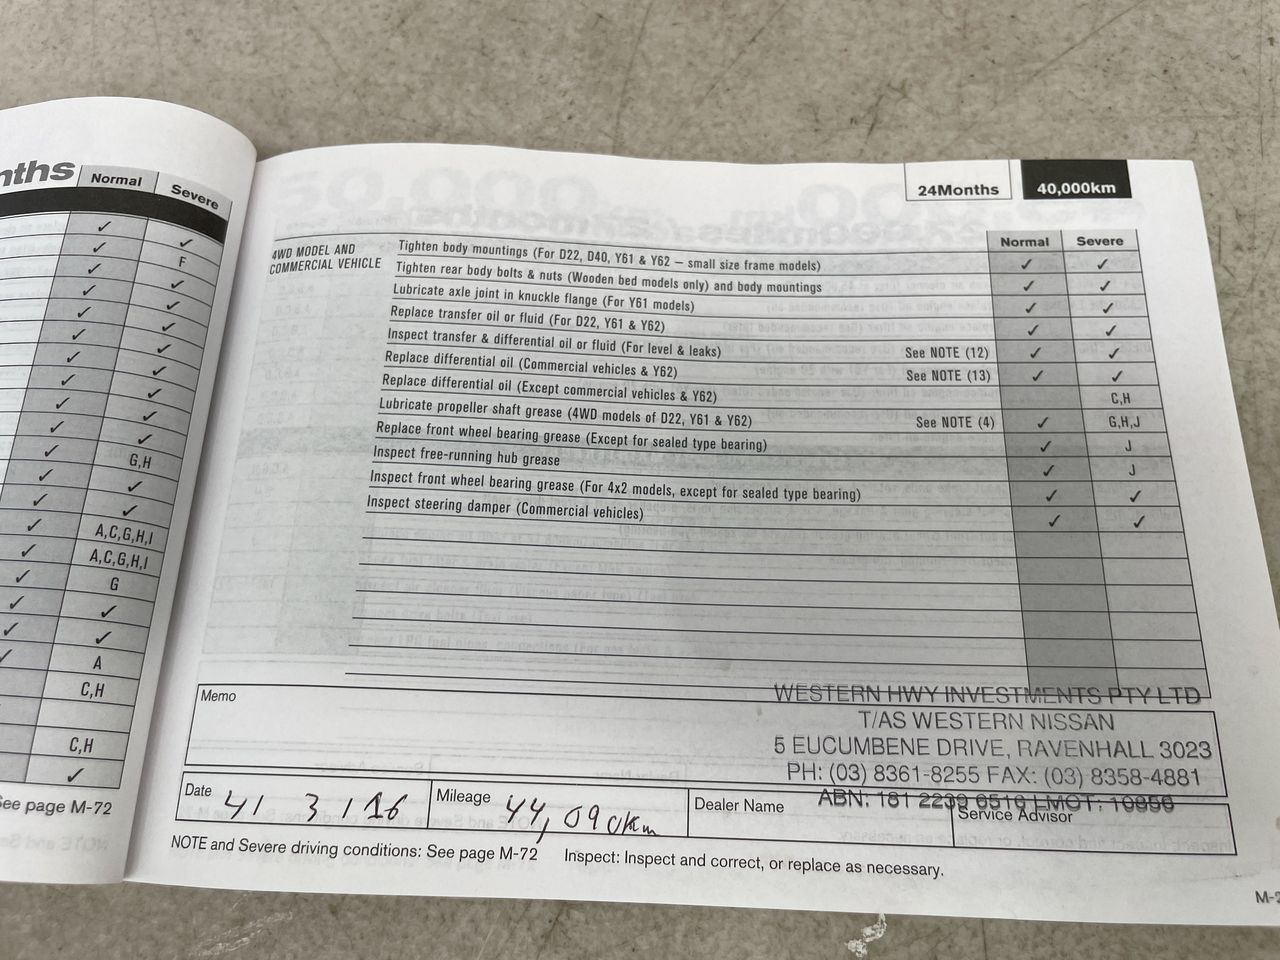 nths
Normal
Severe
✓
✓
✓ F
✓ ✓
✓ ✓
✓ ✓
✓ ✓
✓ ✓
✓ ✓
✓ ✓
✓ ✓
✓ G,H
✓ ✓
✓ ✓
✓ A,C,G,H,I
✓ A,C,G,H,I
✓ G
✓ ✓
✓ ✓
✓ A
C,H
C,H
✓
See page M-72
24Months 40,000km
Normal Severe
4WD MODEL AND
COMMERCIAL VEHICLE
Tighten body mountings (For D22, D40, Y61 & Y62 – small size frame models) ✓ ✓
Tighten rear body bolts & nuts (Wooden bed models only) and body mountings ✓ ✓
Lubricate axle joint in knuckle flange (For Y61 models) ✓ ✓
Replace transfer oil or fluid (For D22, Y61 & Y62) ✓ ✓
Inspect transfer & differential oil or fluid (For level & leaks) See NOTE (12) ✓ ✓
Replace differential oil (Commercial vehicles & Y62) See NOTE (13) ✓ ✓
Replace differential oil (Except commercial vehicles & Y62) C,H
Lubricate propeller shaft grease (4WD models of D22, Y61 & Y62) See NOTE (4) ✓ G,H,J
Replace front wheel bearing grease (Except for sealed type bearing) ✓ J
Inspect free-running hub grease ✓ J
Inspect front wheel bearing grease (For 4x2 models, except for sealed type bearing) ✓ ✓
Inspect steering damper (Commercial vehicles) ✓ ✓
Memo
WESTERN HWY INVESTMENTS PTY LTD
T/AS WESTERN NISSAN
5 EUCUMBENE DRIVE, RAVENHALL 3023
PH: (03) 8361-8255 FAX: (03) 8358-4881
ABN: 181 2239 6516 LMCT: 10856
Date 4/ 3 / 16
Mileage 44,090km
Dealer Name
Service Advisor
NOTE and Severe driving conditions: See page M-72 Inspect: Inspect and correct, or replace as necessary.